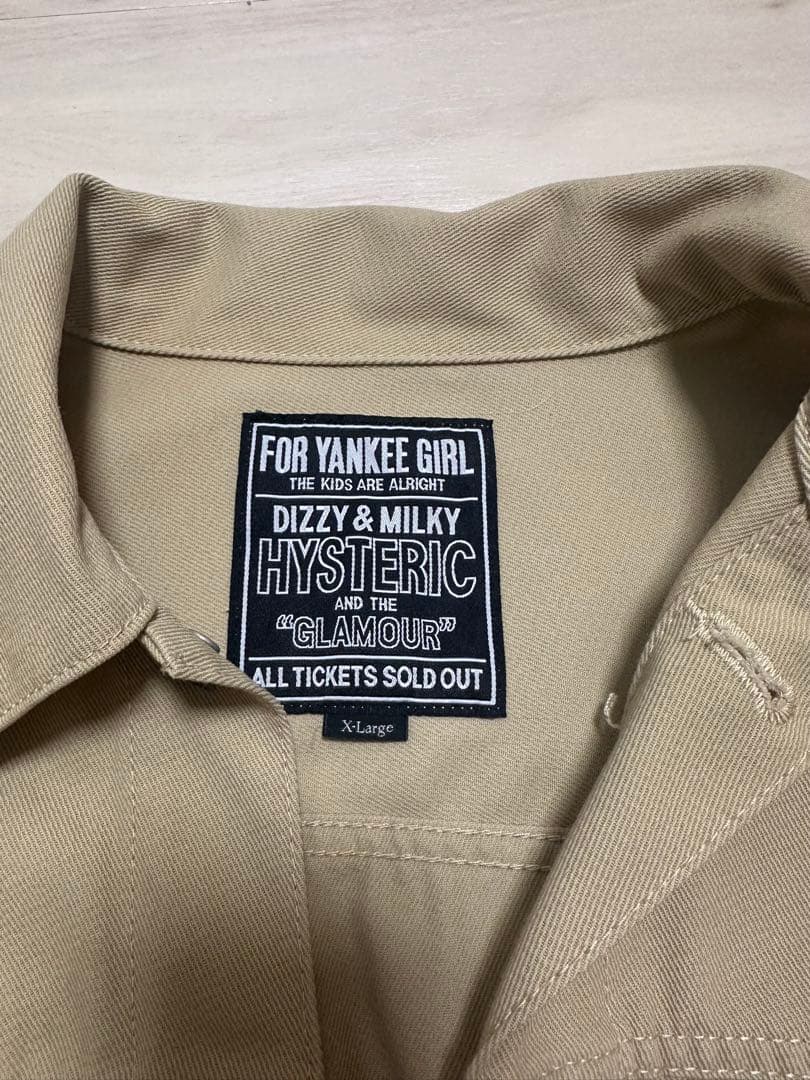 FOR YANKEE GIRL
THE KIDS ARE ALRIGHT
DIZZY & MILKY
HYSTERIC
AND THE
“GLAMOUR”
ALL TICKETS SOLD OUT
X-Large